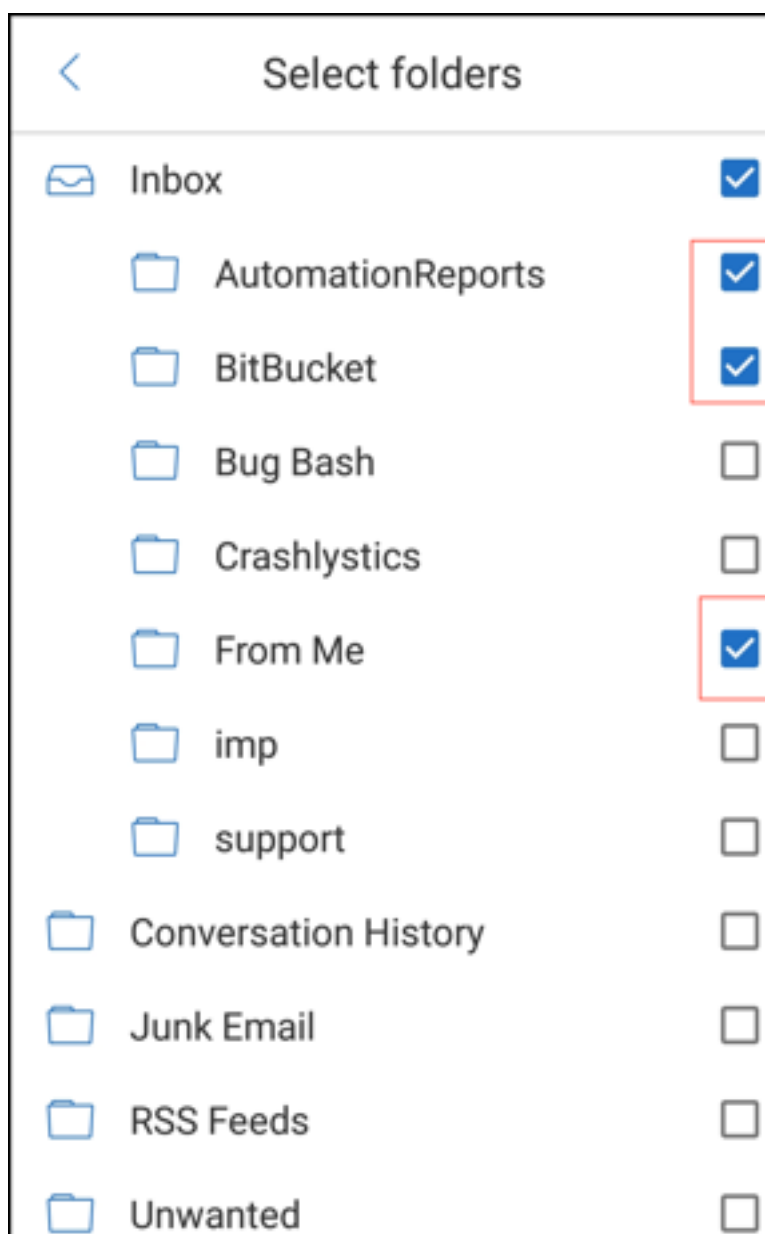 Select folders
Inbox
AutomationReports
BitBucket
Bug Bash
Crashlystics
From Me
imp
support
Conversation History
Junk Email
RSS Feeds
Unwanted